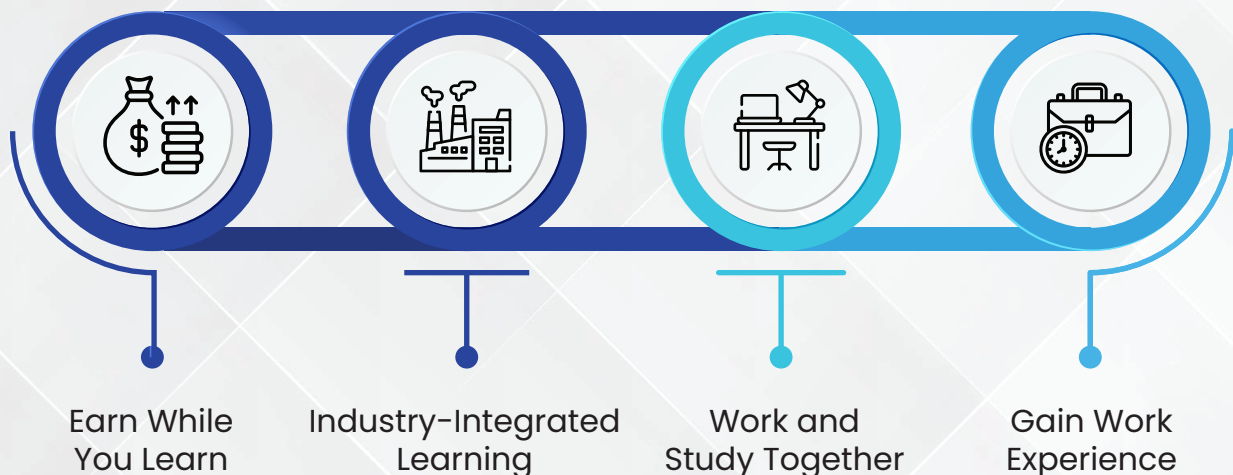 $
Earn While
You Learn
Industry-Integrated
Learning
Work and
Study Together
Gain Work
Experience